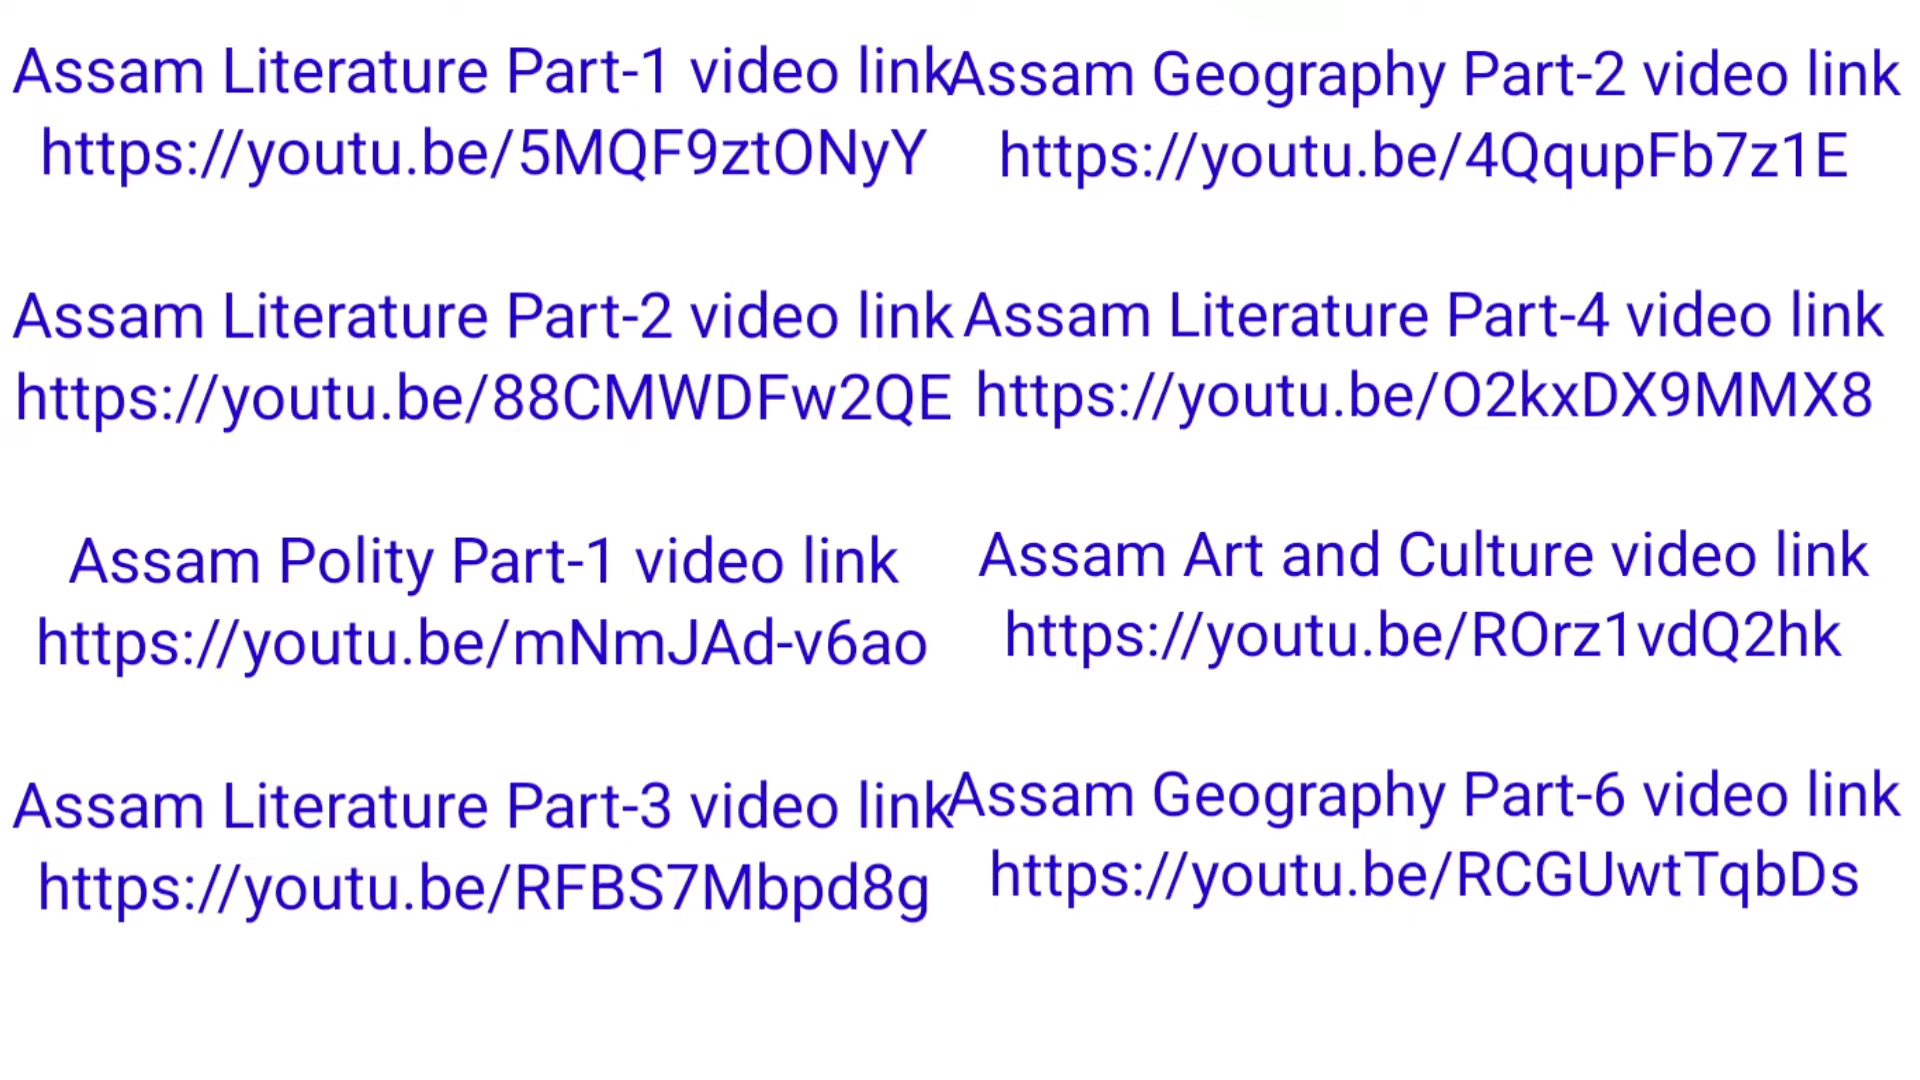 Assam Literature Part-1 video link
https://youtu.be/5MQF9ztONyY
Assam Literature Part-2 video link
https://youtu.be/88CMWDFw2QE
Assam Polity Part-1 video link
https://youtu.be/mNmJAd-v6ao
Assam Literature Part-3 video link
https://youtu.be/RFBS7Mbpd8g
Assam Geography Part-2 video link
https://youtu.be/4QqupFb7z1E
Assam Literature Part-4 video link
https://youtu.be/O2kxDX9MMX8
Assam Art and Culture video link
https://youtu.be/ROrz1vdQ2hk
Assam Geography Part-6 video link
https://youtu.be/RCGUwtTqbDs